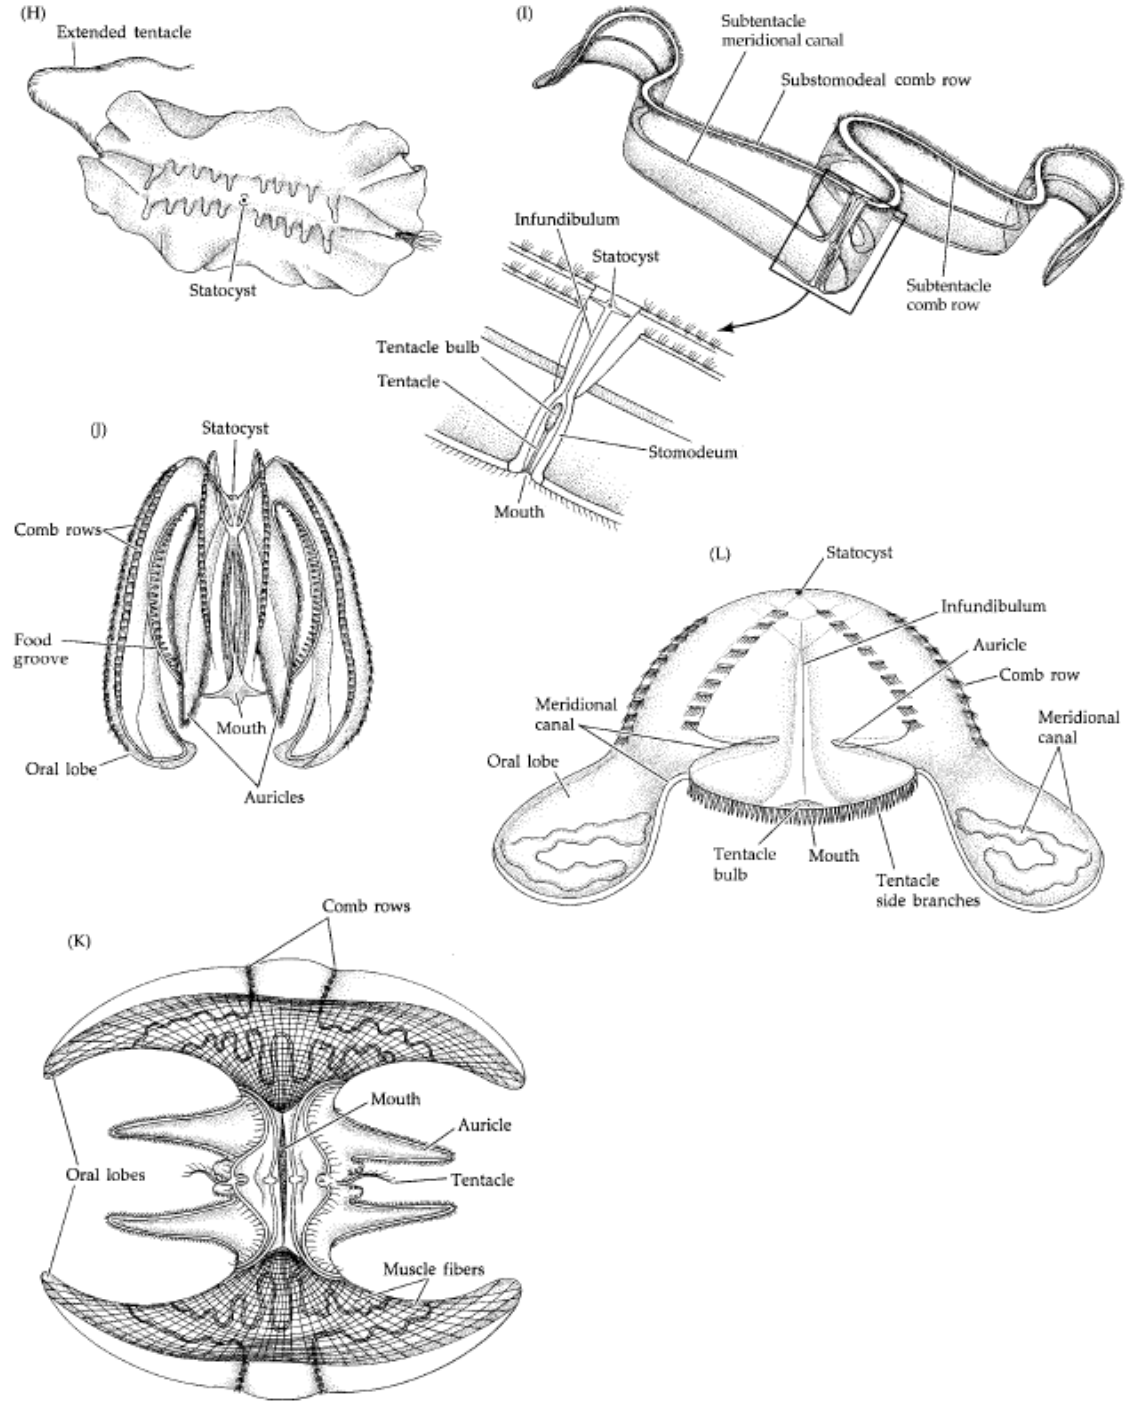 (H)
Extended tentacle
Statocyst
(I)
Subtentacle
meridional canal
Substomodeal comb row
Infundibulum
Statocyst
Subtentacle
comb row
Tentacle bulb
Tentacle
Stomodeum
Mouth
(J)
Statocyst
Comb rows
Food
groove
Mouth
Oral lobe
Auricles
(L)
Statocyst
Infundibulum
Auricle
Comb row
Meridional
canal
Meridional
canal
Oral lobe
Tentacle
bulb
Mouth
Tentacle
side branches
(K)
Comb rows
Mouth
Auricle
Oral lobes
Tentacle
Muscle fibers